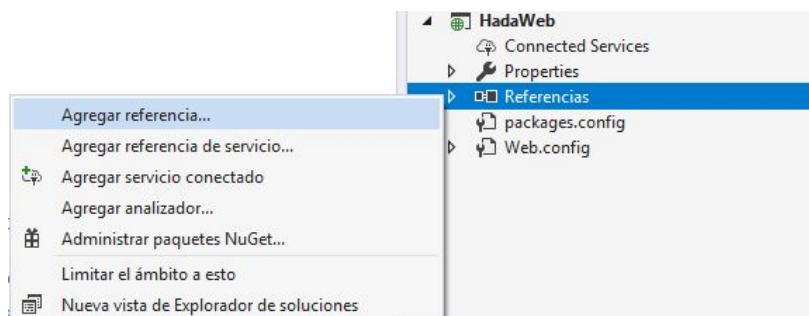 HadaWeb
Connected Services
Properties
Referencias
packages.config
Web.config
Agregar referencia...
Agregar referencia de servicio...
Agregar servicio conectado
Agregar analizador...
Administrar paquetes NuGet...
Limitar el ámbito a esto
Nueva vista de Explorador de soluciones